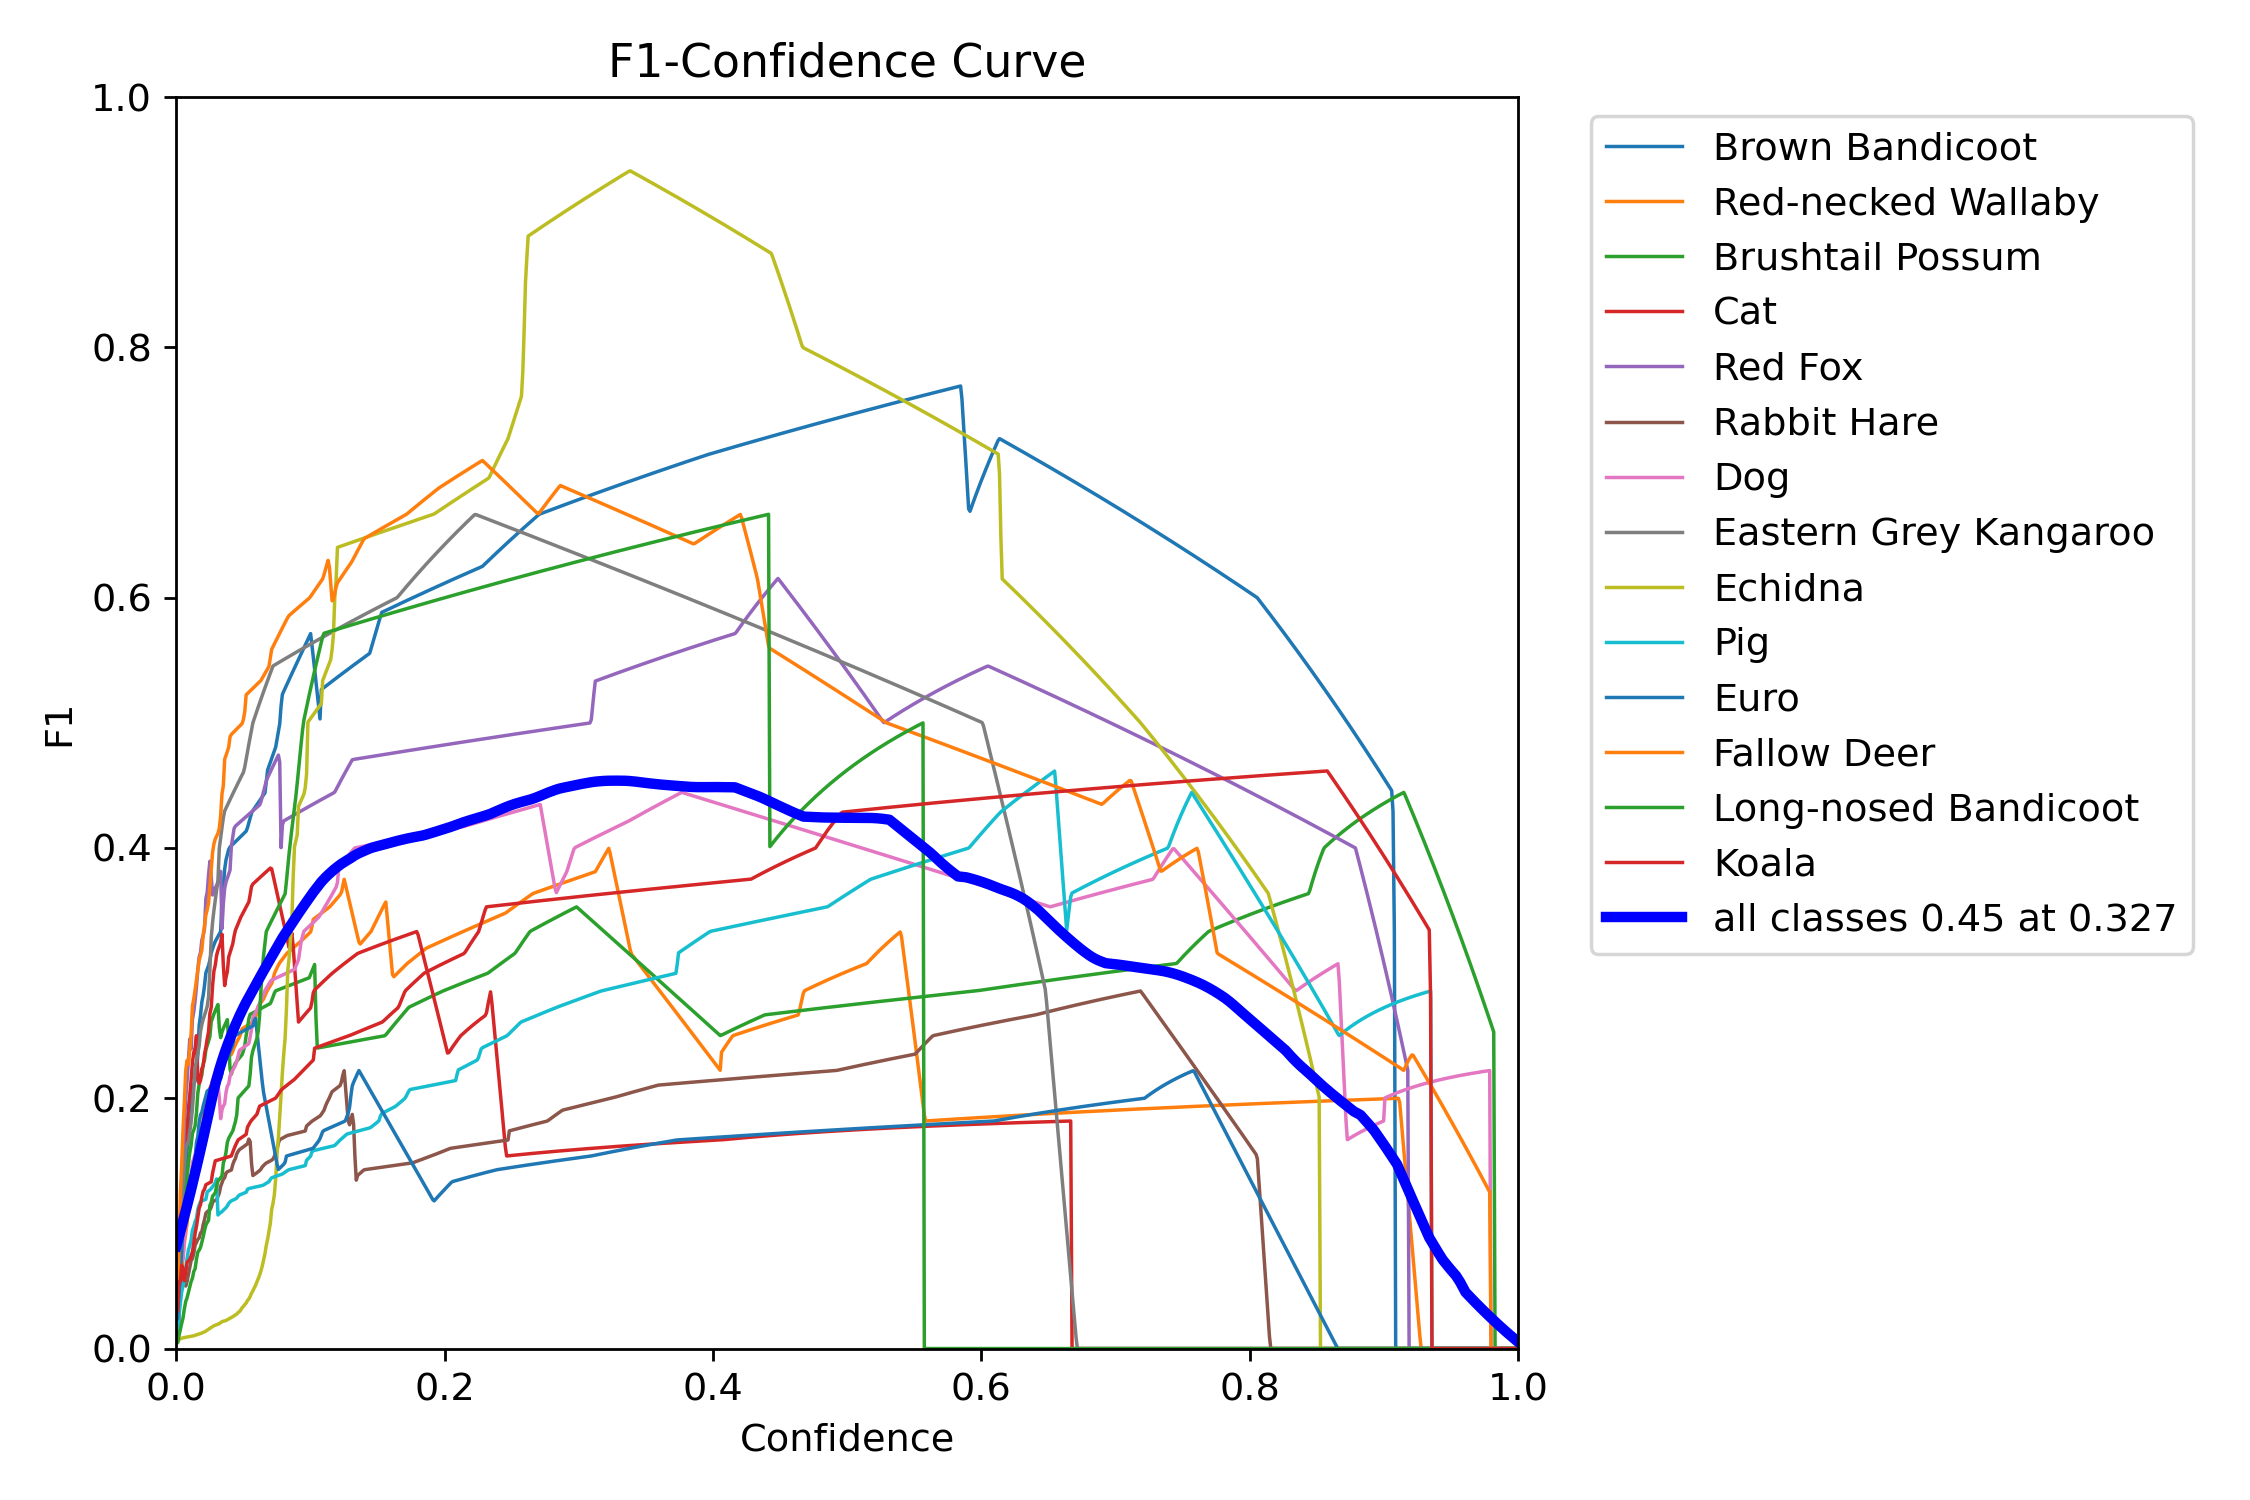 F1-Confidence Curve
1.0
0.8
0.6
0.4
0.2
0.0
F1
0.0 0.2 0.4 0.6 0.8 1.0
Confidence
Brown Bandicoot
Red-necked Wallaby
Brushtail Possum
Cat
Red Fox
Rabbit Hare
Dog
Eastern Grey Kangaroo
Echidna
Pig
Euro
Fallow Deer
Long-nosed Bandicoot
Koala
all classes 0.45 at 0.327